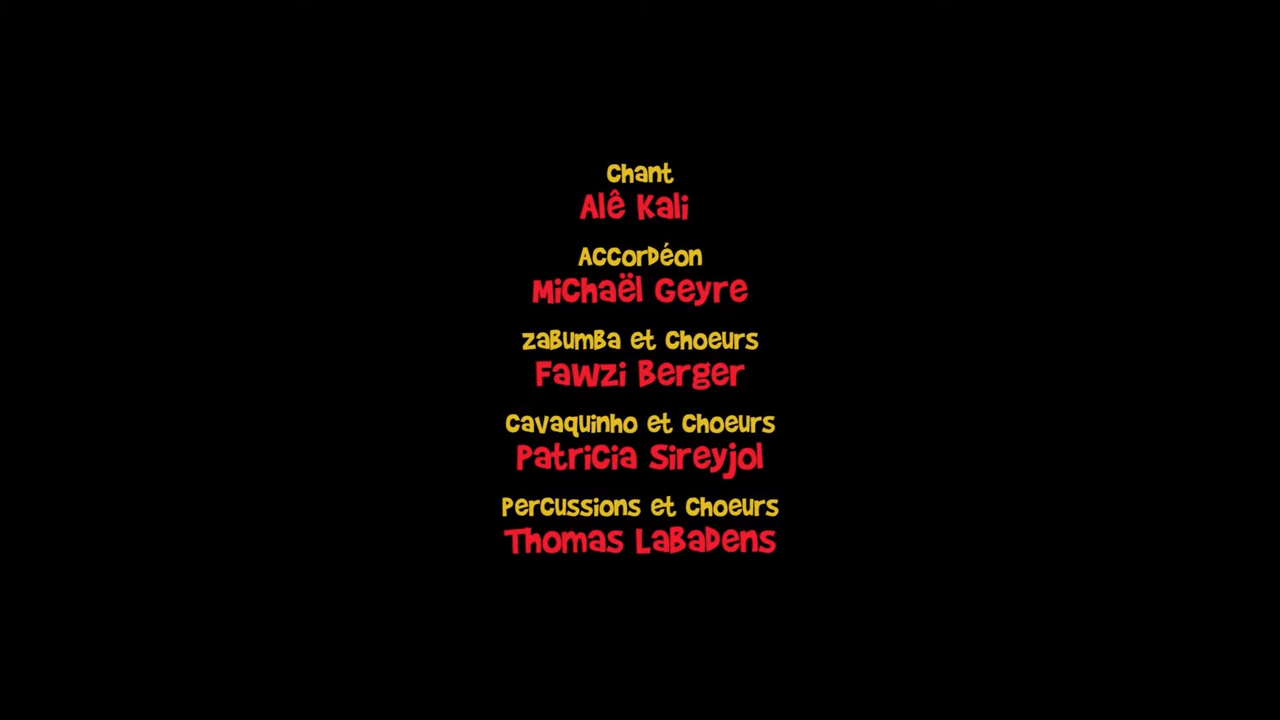 Chant
Alê Kali
Accordéon
Michaël Geyre
Zabumba et Choeurs
Fawzi Berger
Cavaquinho et Choeurs
Patricia Sireyjol
Percussions et Choeurs
Thomas Labadens